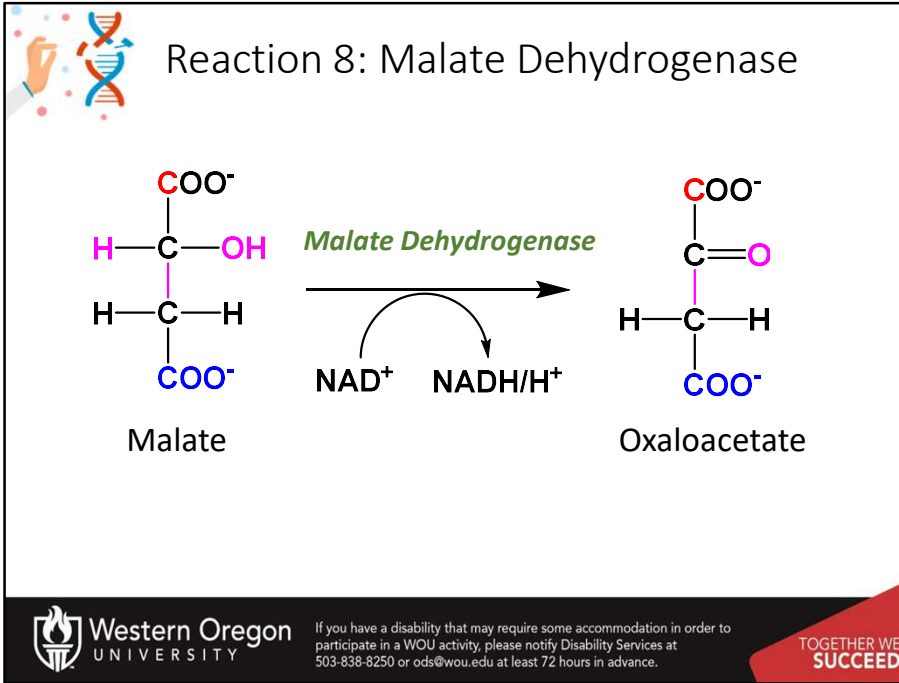 Reaction 8: Malate Dehydrogenase
COO-
H C OH
H C H
COO-
Malate
Malate Dehydrogenase
NAD+ NADH/H+
COO-
C O
H C H
COO-
Oxaloacetate
Western Oregon
UNIVERSITY
If you have a disability that may require some accommodation in order to
participate in a WOU activity, please notify Disability Services at
503-838-8250 or ods@wou.edu at least 72 hours in advance.
TOGETHER WE
SUCCEED